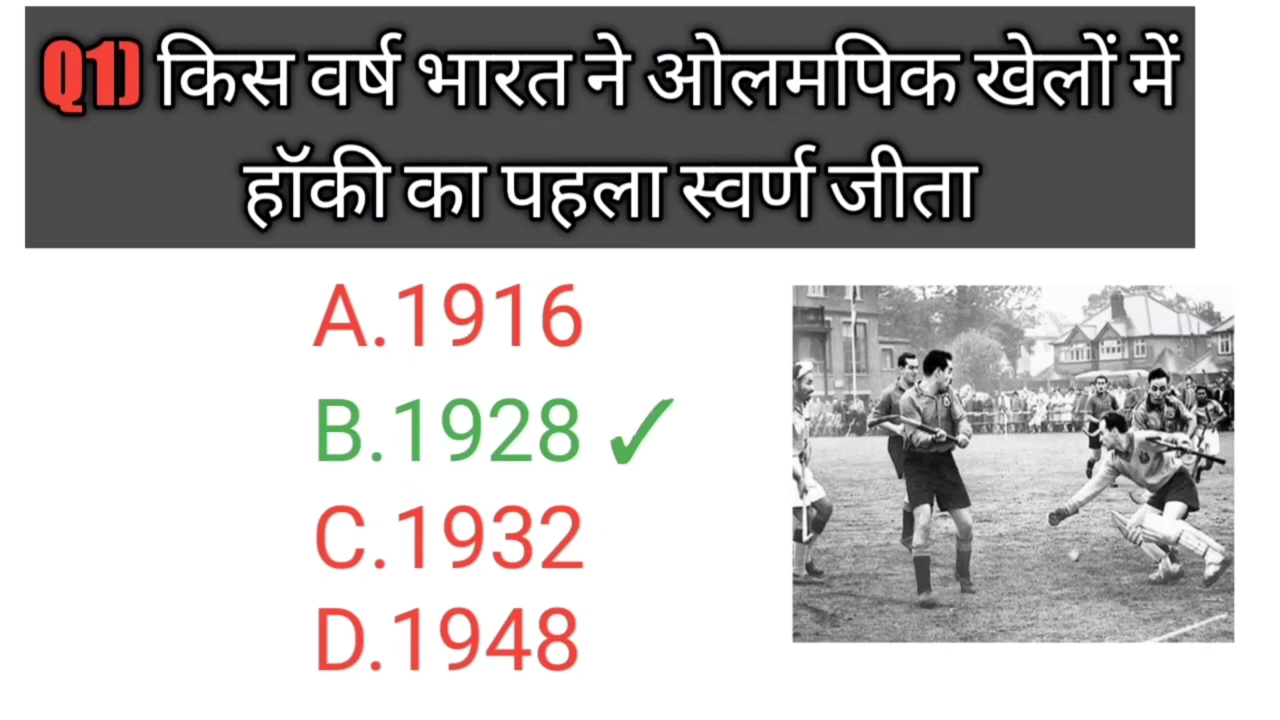 Q1) किस वर्ष भारत ने ओलमपिक खेलों में
हॉकी का पहला स्वर्ण जीता
A.1916
B.1928 ✓
C.1932
D.1948